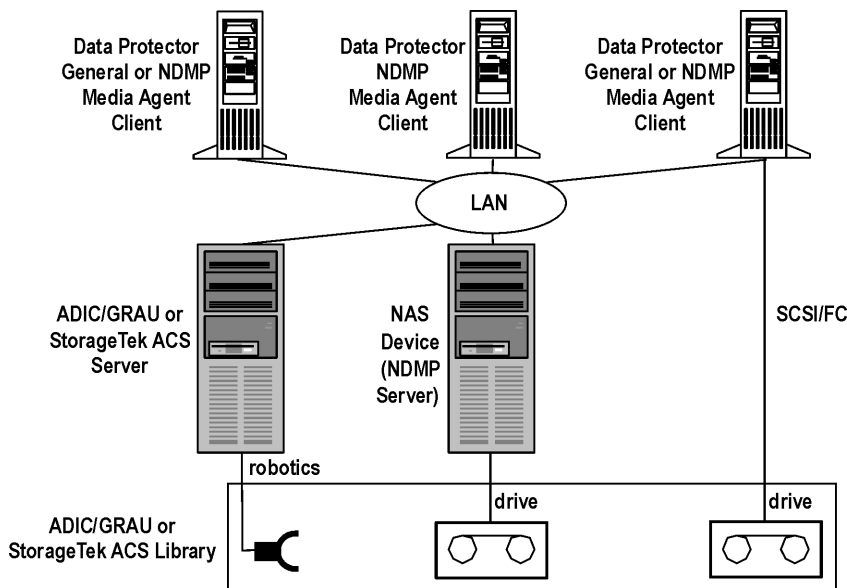 Data Protector
General or NDMP
Media Agent
Client
Data Protector
NDMP
Media Agent
Client
Data Protector
General or NDMP
Media Agent
Client
LAN
ADIC/GRAU or
StorageTek ACS
Server
NAS
Device
(NDMP
Server)
SCSI/FC
robotics
drive
drive
ADIC/GRAU or
StorageTek ACS Library